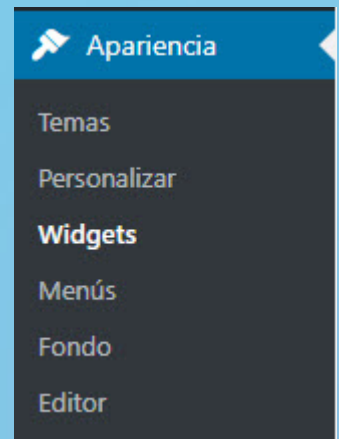 Apariencia
Temas
Personalizar
Widgets
Menús
Fondo
Editor